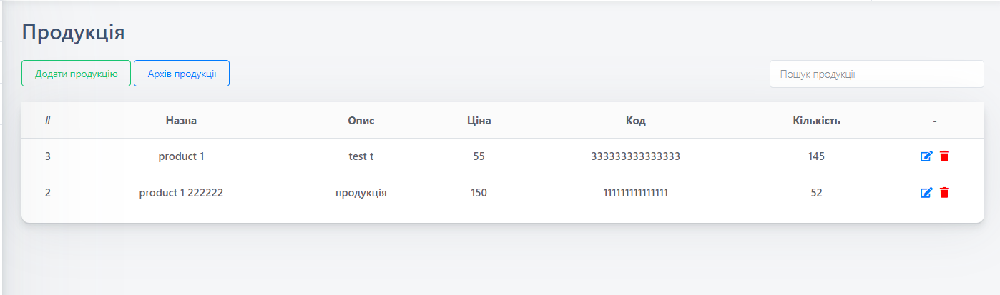 Продукція
Додати продукцію Архів продукції Пошук продукції
# Назва Опис Ціна Код Кількість -
3 product 1 test t 55 333333333333333 145
2 product 1 222222 продукція 150 111111111111111 52